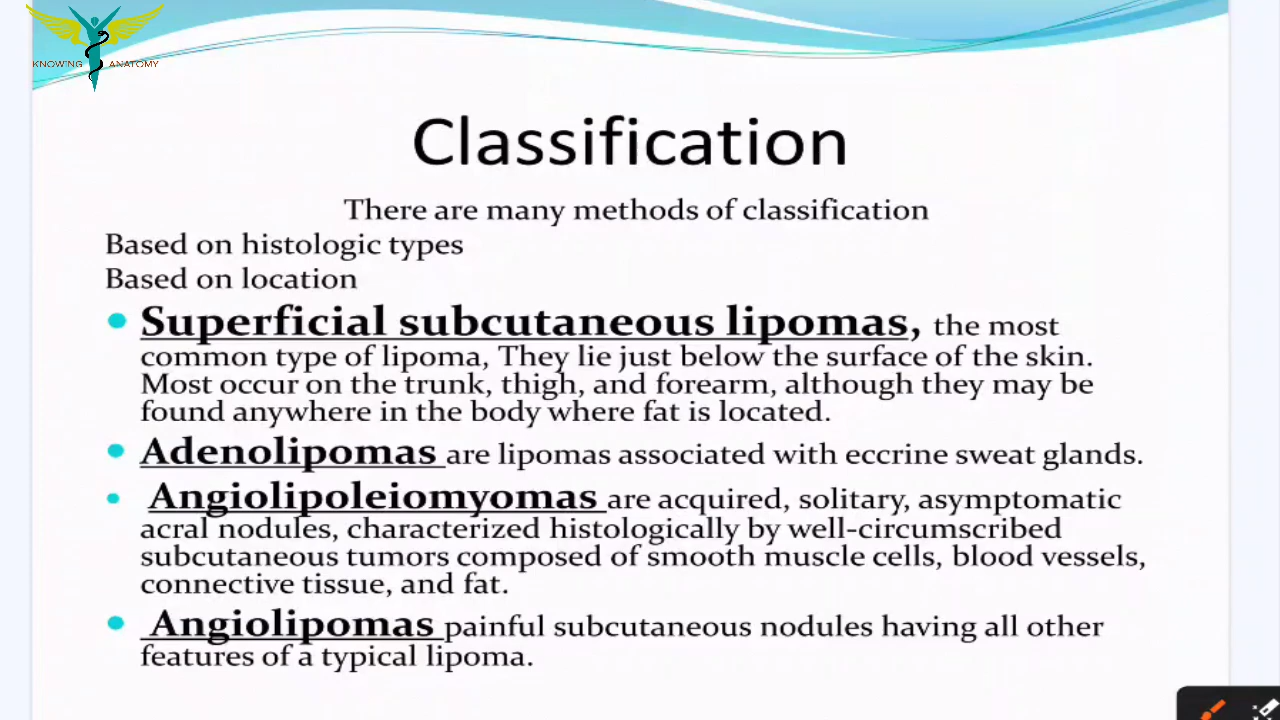 KNOWING ANATOMY
Classification
There are many methods of classification
Based on histologic types
Based on location
Superficial subcutaneous lipomas, the most
common type of lipoma, They lie just below the surface of the skin.
Most occur on the trunk, thigh, and forearm, although they may be
found anywhere in the body where fat is located.
Adenolipomas are lipomas associated with eccrine sweat glands.
Angiolipoleiomyomas are acquired, solitary, asymptomatic
acral nodules, characterized histologically by well-circumscribed
subcutaneous tumors composed of smooth muscle cells, blood vessels,
connective tissue, and fat.
Angiolipomas painful subcutaneous nodules having all other
features of a typical lipoma.